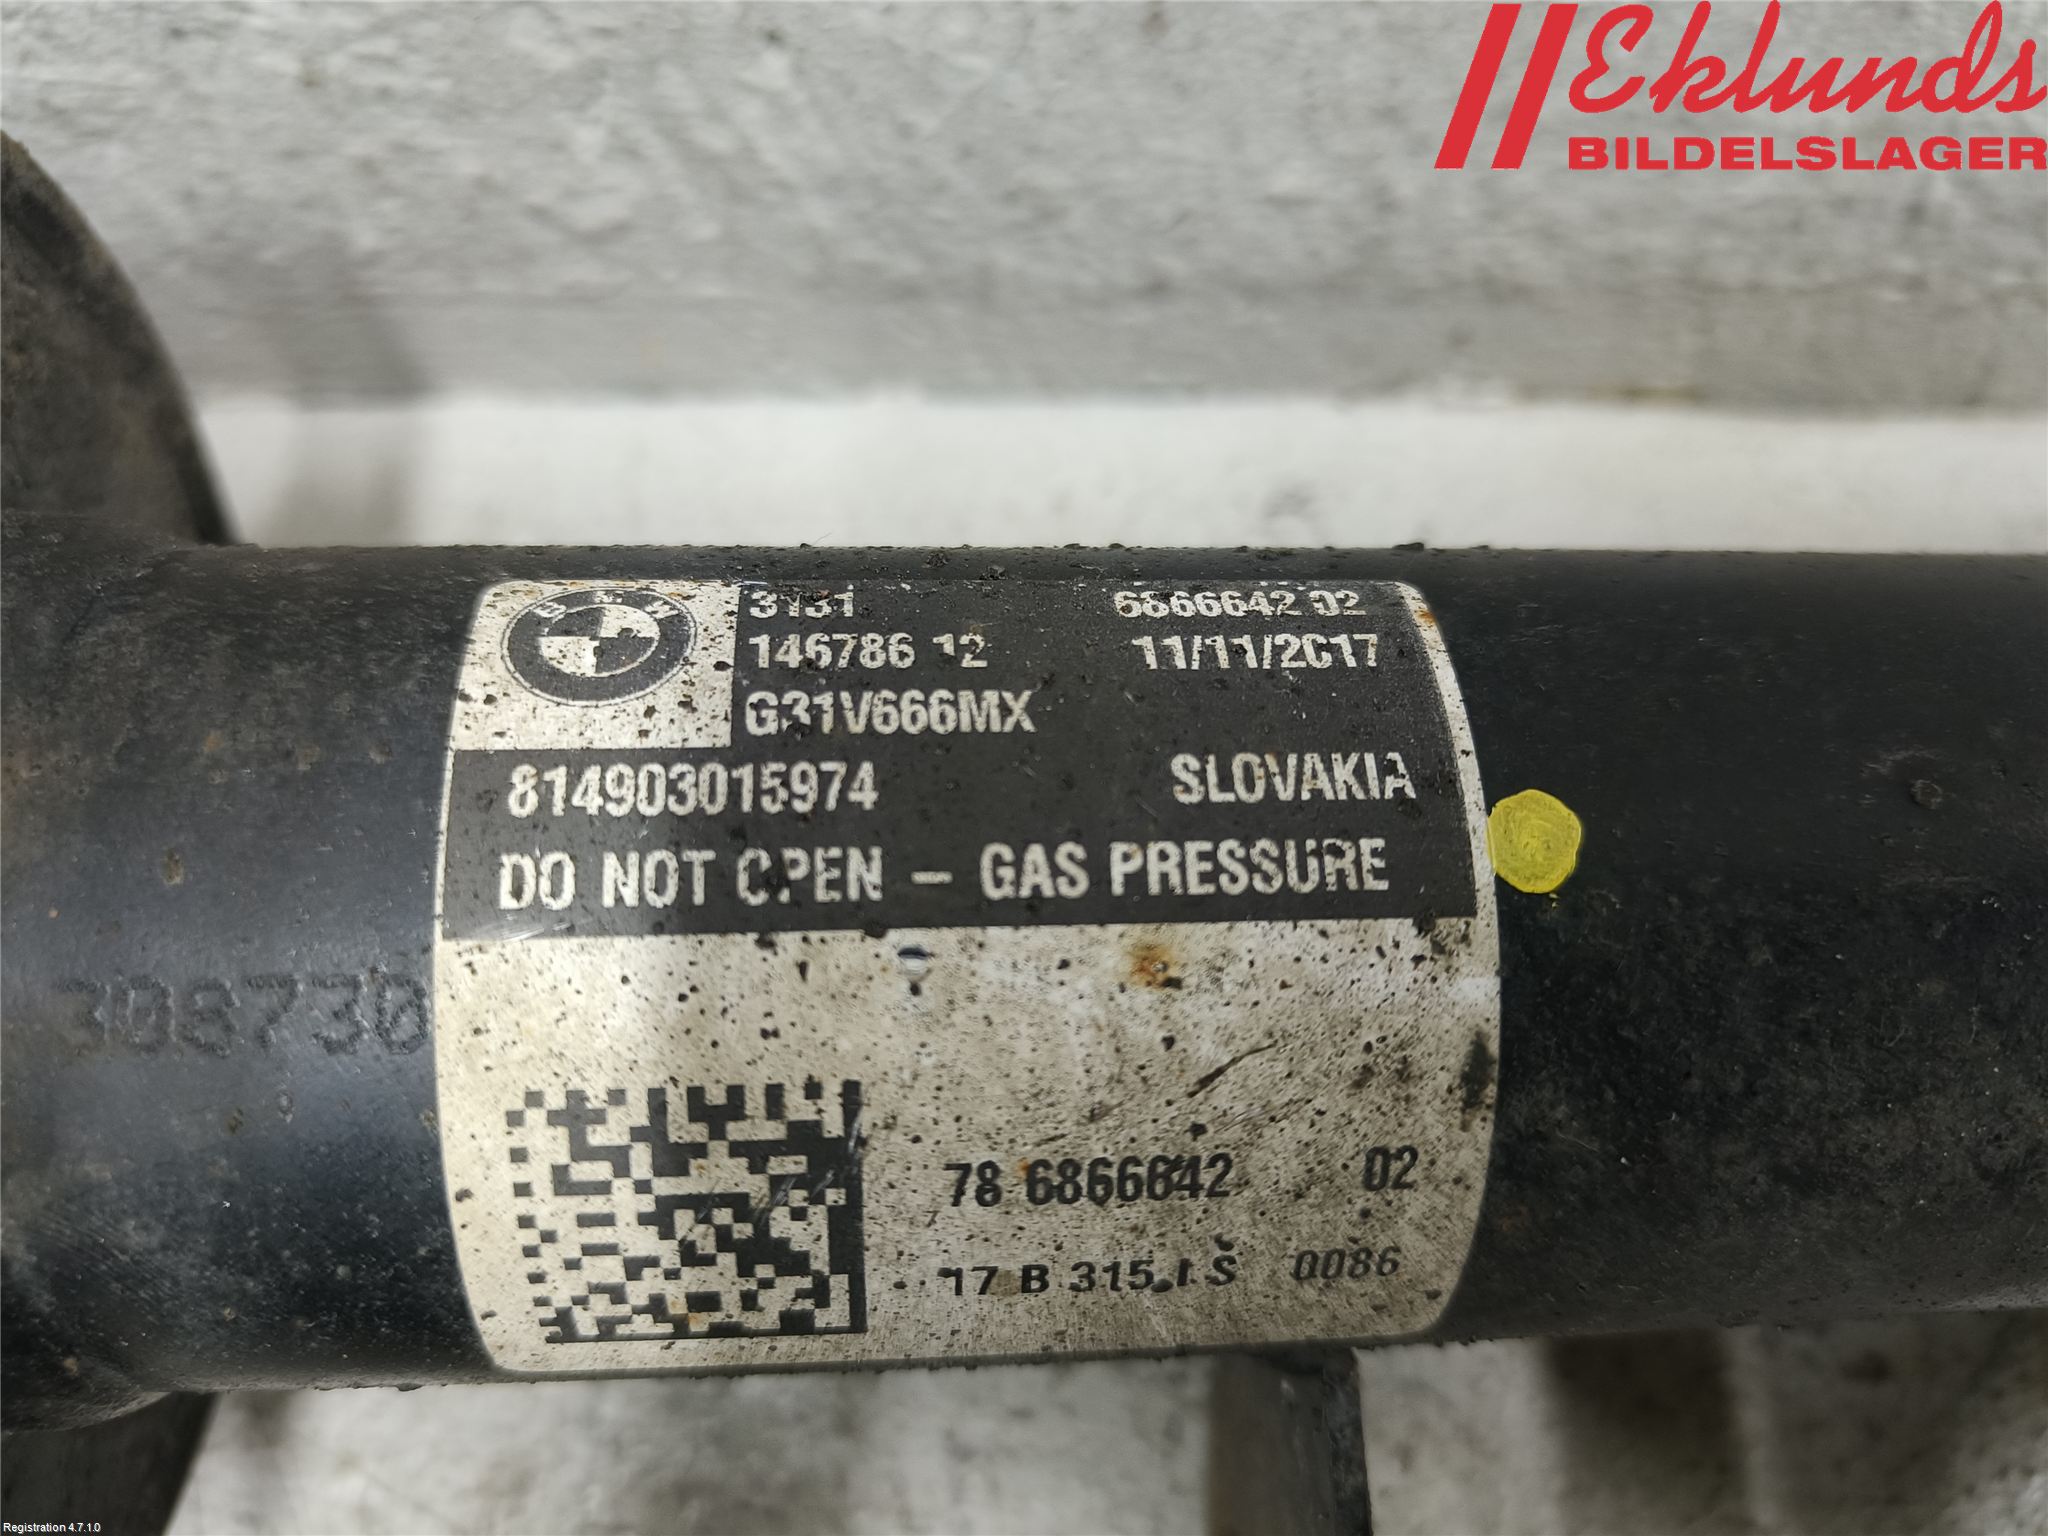 Eklunds
BILDELSLAGER
BMW
3131 6866642 02
146786 12 11/11/2017
G31V666MX
814903015974 SLOVAKIA
DO NOT OPEN – GAS PRESSURE
78 6866642 02
17 B 315 I S 0086
Registration 4.7.1.0